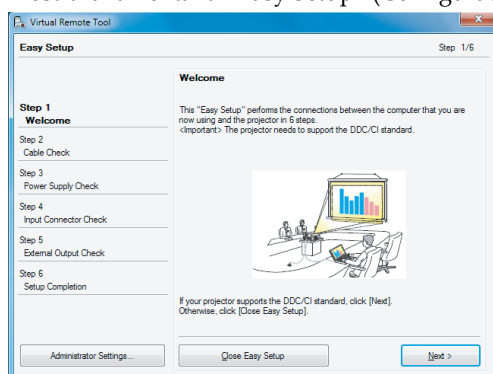 Virtual Remote Tool
Easy Setup
Step 1/6
Step 1
Welcome
Step 2
Cable Check
Step 3
Power Supply Check
Step 4
Input Connector Check
Step 5
External Output Check
Step 6
Setup Completion
Welcome
This "Easy Setup" performs the connections between the computer that you are
now using and the projector in 6 steps.
<Important> The projector needs to support the DDC/CI standard.
If your projector supports the DDC/CI standard, click [Next].
Otherwise, click [Close Easy Setup].
Administrator Settings...
Close Easy Setup
Next >